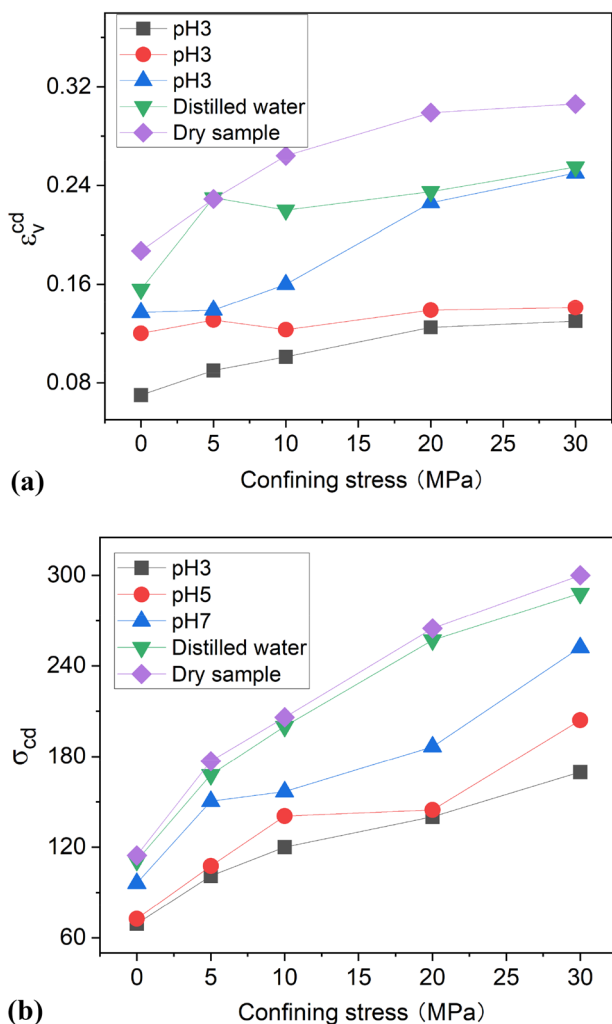 pH3
pH3
pH3
Distilled water
Dry sample
0.32
0.24
0.16
0.08
ε_v^cd
0 5 10 15 20 25 30
Confining stress (MPa)
(a)
pH3
pH5
pH7
Distilled water
Dry sample
300
240
180
120
60
σ_cd
0 5 10 15 20 25 30
Confining stress (MPa)
(b)